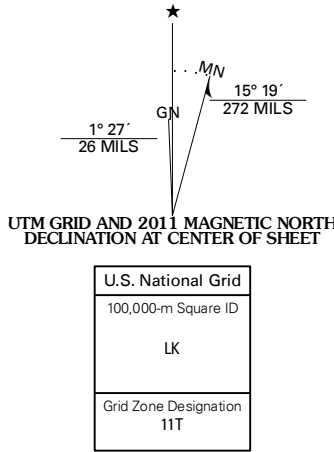 ★
MN
GN
15° 19´
272 MILS
1° 27´
26 MILS
UTM GRID AND 2011 MAGNETIC NORTH
DECLINATION AT CENTER OF SHEET
U.S. National Grid
100,000-m Square ID
LK
Grid Zone Designation
11T